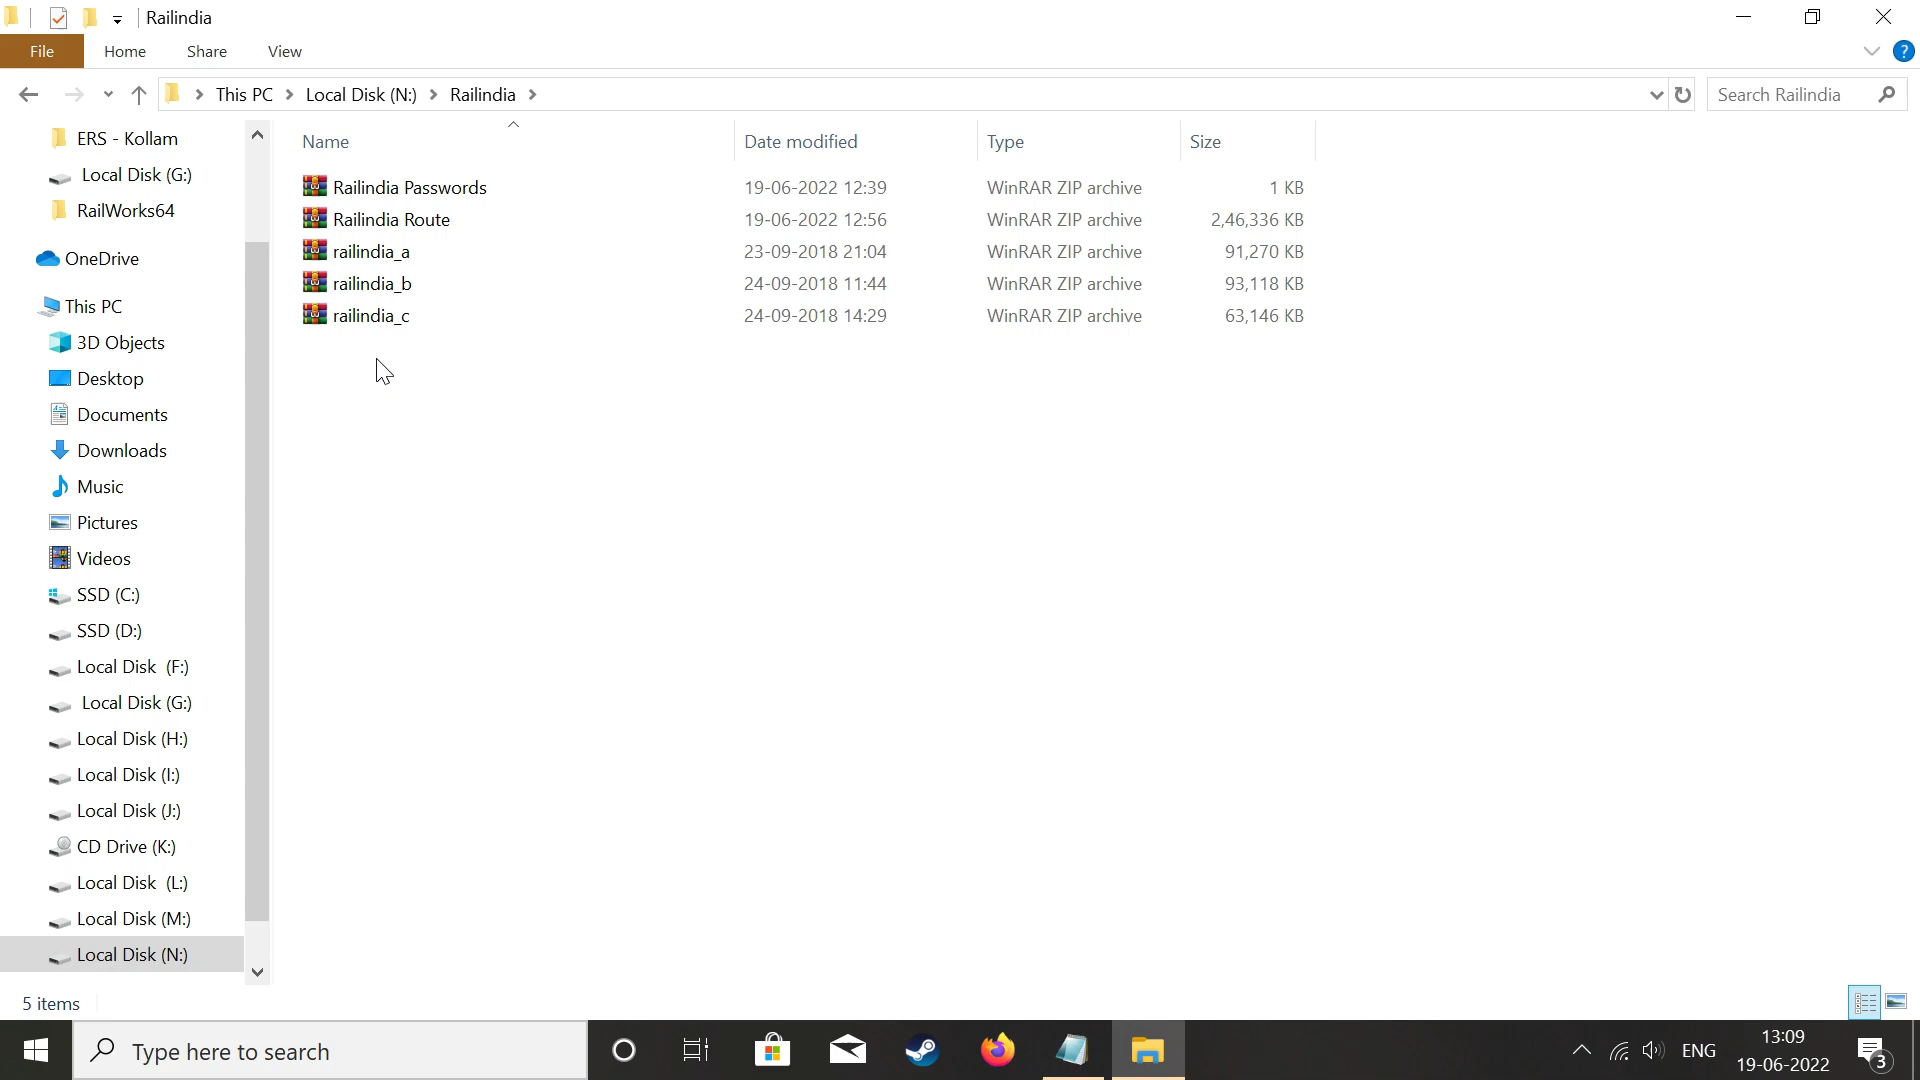 Railindia
File Home Share View
This PC Local Disk (N:) Railindia
Search Railindia
ERS - Kollam
Local Disk (G:)
RailWorks64
OneDrive
This PC
3D Objects
Desktop
Documents
Downloads
Music
Pictures
Videos
SSD (C:)
SSD (D:)
Local Disk (F:)
Local Disk (G:)
Local Disk (H:)
Local Disk (I:)
Local Disk (J:)
CD Drive (K:)
Local Disk (L:)
Local Disk (M:)
Local Disk (N:)
Name Date modified Type Size
Railindia Passwords 19-06-2022 12:39 WinRAR ZIP archive 1 KB
Railindia Route 19-06-2022 12:56 WinRAR ZIP archive 2,46,336 KB
railindia_a 23-09-2018 21:04 WinRAR ZIP archive 91,270 KB
railindia_b 24-09-2018 11:44 WinRAR ZIP archive 93,118 KB
railindia_c 24-09-2018 14:29 WinRAR ZIP archive 63,146 KB
5 items
Type here to search
ENG
13:09
19-06-2022
3